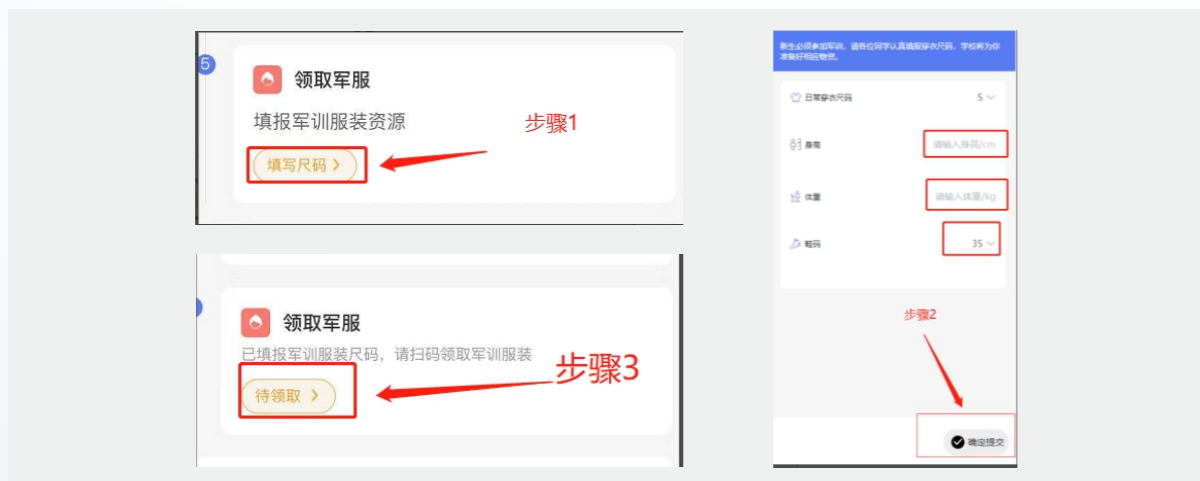 5
领取军服
填报军训服装资源
步骤1
填写尺码 >
领取军服
已填报军训服装尺码，请扫码领取军训服装
步骤3
待领取 >
新生必须参加军训，请各位同学认真填报穿衣尺码，学校将为你
准备好相应物资。
日常穿衣尺码 S
身高 请输入身高/cm
体重 请输入体重/kg
鞋码 35
步骤2
确定提交